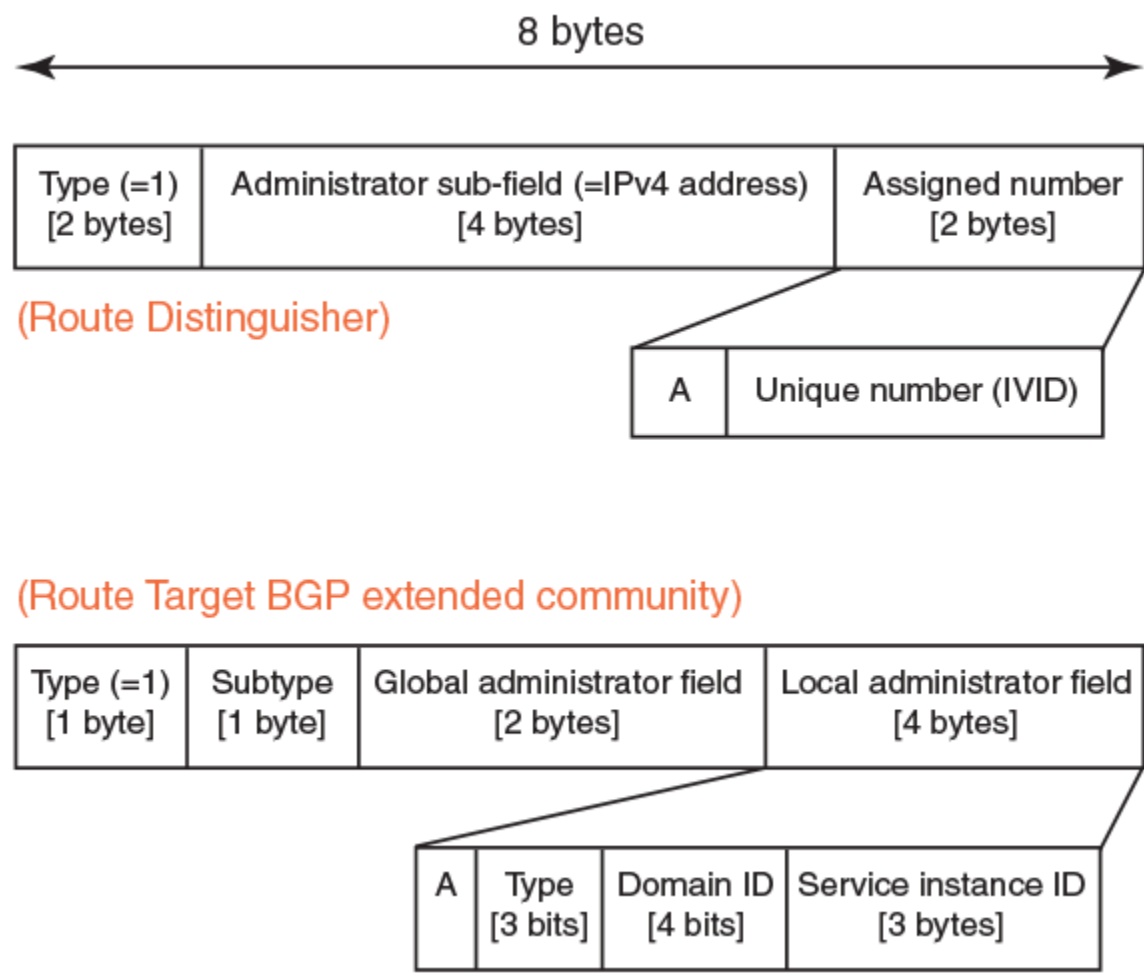 8 bytes
Type (=1)
[2 bytes]
Administrator sub-field (=IPv4 address)
[4 bytes]
Assigned number
[2 bytes]
(Route Distinguisher)
A
Unique number (IVID)
(Route Target BGP extended community)
Type (=1)
[1 byte]
Subtype
[1 byte]
Global administrator field
[2 bytes]
Local administrator field
[4 bytes]
A
Type
[3 bits]
Domain ID
[4 bits]
Service instance ID
[3 bytes]